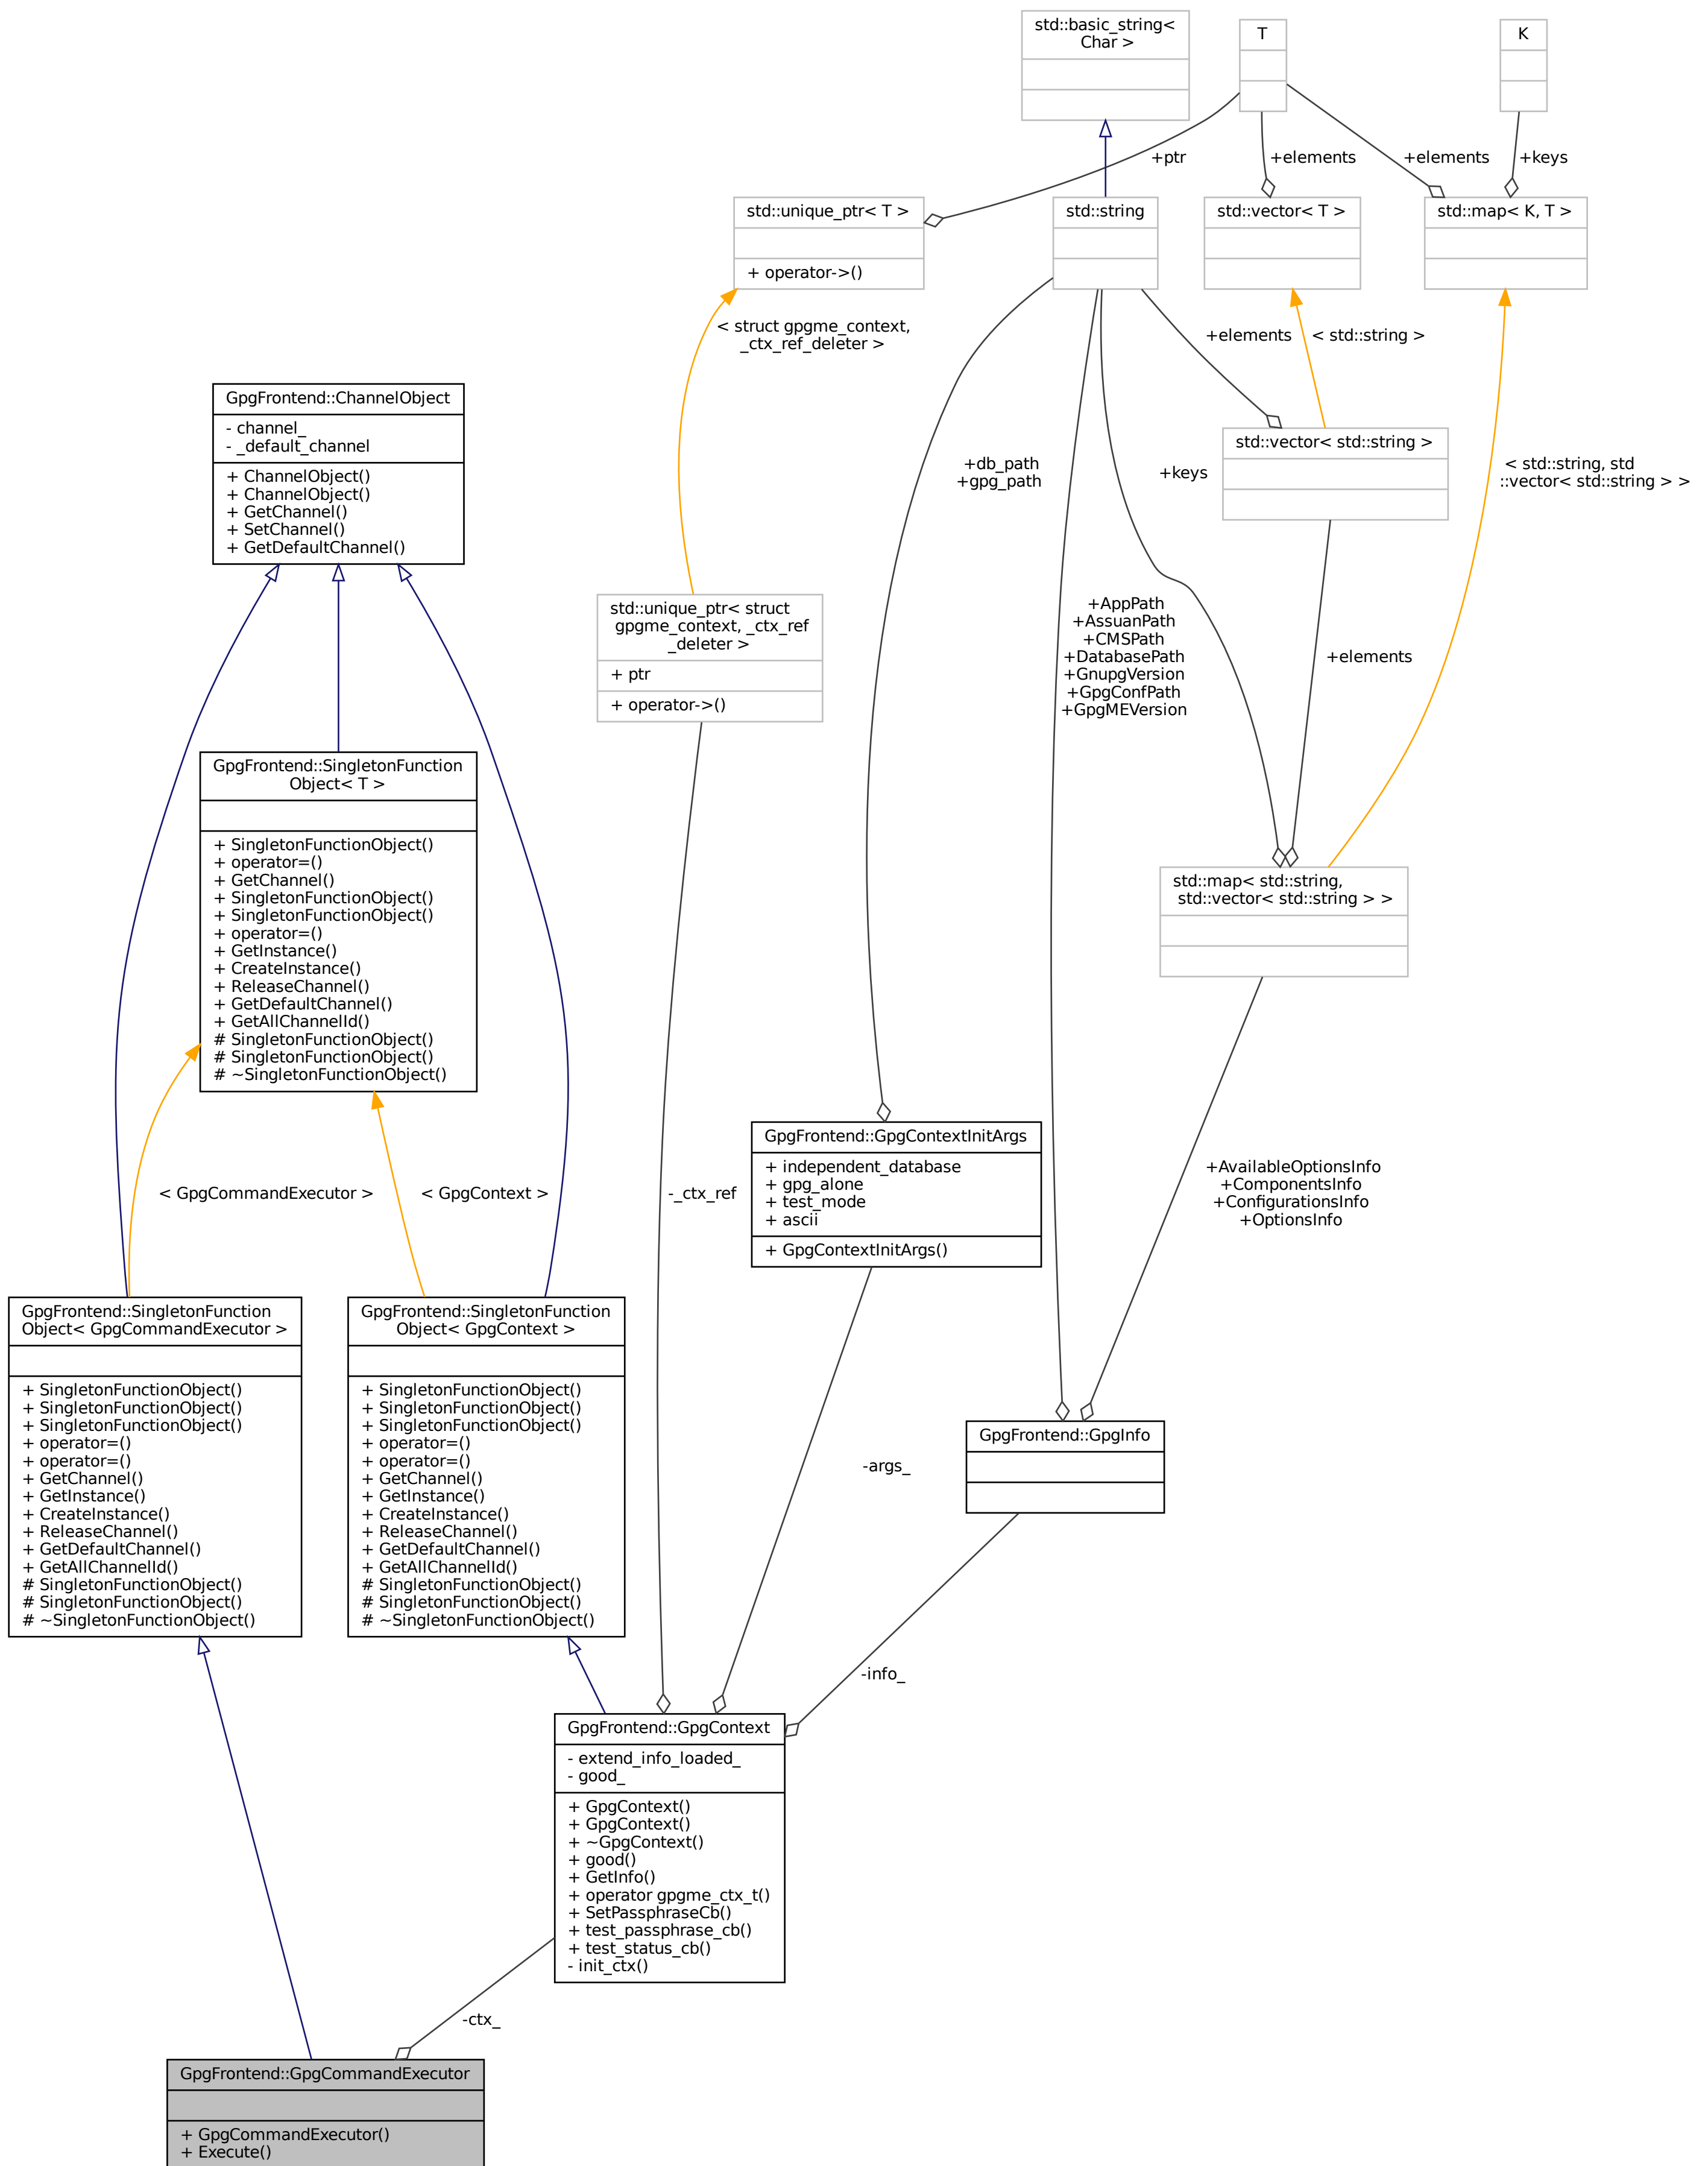 std::basic_string<
Char >
T
K
+ptr
+elements
+elements
+keys
std::unique_ptr< T >
+ operator->()
std::string
std::vector< T >
std::map< K, T >
< struct gpgme_context,
_ctx_ref_deleter >
+elements
< std::string >
GpgFrontend::ChannelObject
- channel_
- _default_channel
+ ChannelObject()
+ ChannelObject()
+ GetChannel()
+ SetChannel()
+ GetDefaultChannel()
+db_path
+gpg_path
+keys
std::vector< std::string >
< std::string, std
::vector< std::string > >
std::unique_ptr< struct
gpgme_context, _ctx_ref
_deleter >
+ ptr
+ operator->()
+AppPath
+AssuanPath
+CMSPath
+DatabasePath
+GnupgVersion
+GpgConfPath
+GpgMEVersion
+elements
GpgFrontend::SingletonFunction
Object< T >
+ SingletonFunctionObject()
+ operator=()
+ GetChannel()
+ SingletonFunctionObject()
+ SingletonFunctionObject()
+ operator=()
+ GetInstance()
+ CreateInstance()
+ ReleaseChannel()
+ GetDefaultChannel()
+ GetAllChannelId()
# SingletonFunctionObject()
# SingletonFunctionObject()
# ~SingletonFunctionObject()
std::map< std::string,
std::vector< std::string > >
< GpgCommandExecutor >
< GpgContext >
-_ctx_ref
GpgFrontend::GpgContextInitArgs
+ independent_database
+ gpg_alone
+ test_mode
+ ascii
+ GpgContextInitArgs()
+AvailableOptionsInfo
+ComponentsInfo
+ConfigurationsInfo
+OptionsInfo
GpgFrontend::SingletonFunction
Object< GpgCommandExecutor >
+ SingletonFunctionObject()
+ SingletonFunctionObject()
+ SingletonFunctionObject()
+ operator=()
+ operator=()
+ GetChannel()
+ GetInstance()
+ CreateInstance()
+ ReleaseChannel()
+ GetDefaultChannel()
+ GetAllChannelId()
# SingletonFunctionObject()
# SingletonFunctionObject()
# ~SingletonFunctionObject()
GpgFrontend::SingletonFunction
Object< GpgContext >
+ SingletonFunctionObject()
+ SingletonFunctionObject()
+ SingletonFunctionObject()
+ operator=()
+ operator=()
+ GetChannel()
+ GetInstance()
+ CreateInstance()
+ ReleaseChannel()
+ GetDefaultChannel()
+ GetAllChannelId()
# SingletonFunctionObject()
# SingletonFunctionObject()
# ~SingletonFunctionObject()
-args_
GpgFrontend::GpgInfo
-info_
GpgFrontend::GpgContext
- extend_info_loaded_
- good_
+ GpgContext()
+ GpgContext()
+ ~GpgContext()
+ good()
+ GetInfo()
+ operator gpgme_ctx_t()
+ SetPassphraseCb()
+ test_passphrase_cb()
+ test_status_cb()
- init_ctx()
-ctx_
GpgFrontend::GpgCommandExecutor
+ GpgCommandExecutor()
+ Execute()